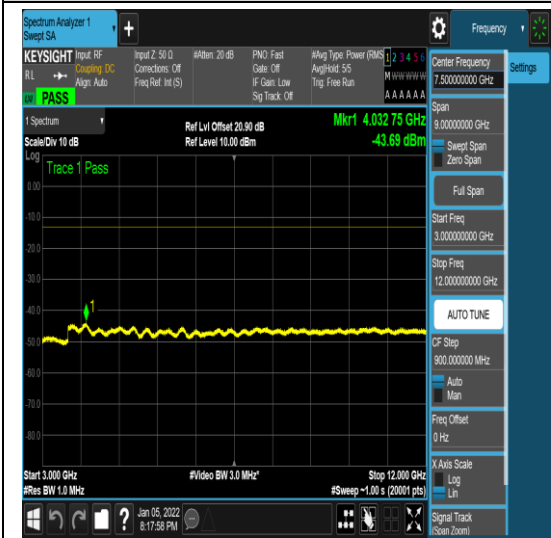 Spectrum Analyzer 1
Swept SA
Frequency
KEYSIGHT
RL
Input: RF
Coupling: DC
Align: Auto
Input Z: 50 Ω
Corrections: Off
Freq Ref: Int (S)
#Atten: 20 dB
PNO: Fast
Gate: Off
IF Gain: Low
Sig Track: Off
#Avg Type: Power (RMS
Avg|Hold: 5/5
Trig: Free Run
1 2 3 4 5 6
M W W W W W
A A A A A A
PASS
1 Spectrum
Scale/Div 10 dB
Ref Lvl Offset 20.90 dB
Ref Level 10.00 dBm
Mkr1 4.032 75 GHz
-43.69 dBm
Log
Trace 1 Pass
0.00
-10.0
-20.0
-30.0
-40.0
-50.0
-60.0
-70.0
-80.0
1
Start 3.000 GHz
#Res BW 1.0 MHz
#Video BW 3.0 MHz*
Stop 12.000 GHz
#Sweep ~1.00 s (20001 pts)
Jan 05, 2022
8:17:58 PM
?
Center Frequency
7.500000000 GHz
Settings
Span
9.00000000 GHz
Swept Span
Zero Span
Full Span
Start Freq
3.000000000 GHz
Stop Freq
12.000000000 GHz
AUTO TUNE
CF Step
900.000000 MHz
Auto
Man
Freq Offset
0 Hz
X Axis Scale
Log
Lin
Signal Track
(Span Zoom)